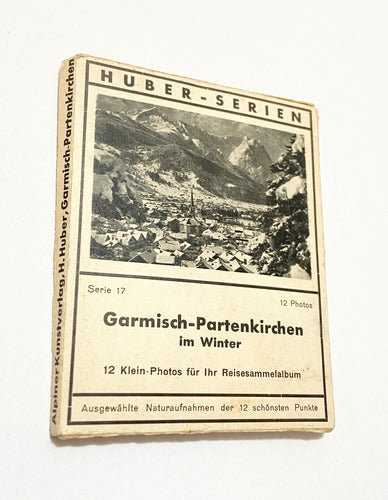 HUBER-SERIEN
Serie 17
12 Photos
Garmisch-Partenkirchen
im Winter
12 Klein-Photos für Ihr Reisesammelalbum
Ausgewählte Naturaufnahmen der 12 schönsten Punkte
Alpiner Kunstverlag, H. Huber, Garmisch-Partenkirchen